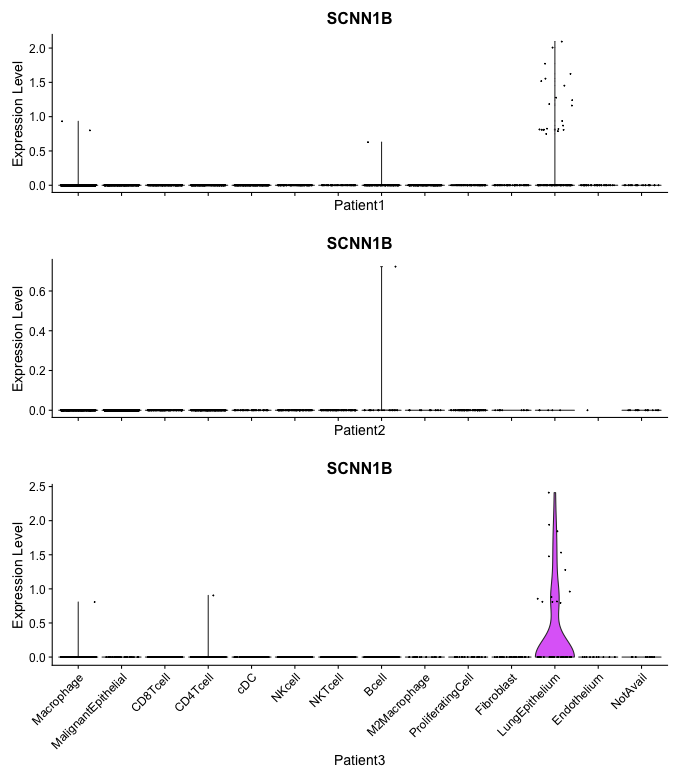 SCNN1B
Expression Level
2.0
1.5
1.0
0.5
0.0
Patient1
SCNN1B
Expression Level
0.6
0.4
0.2
0.0
Patient2
SCNN1B
Expression Level
2.5
2.0
1.5
1.0
0.5
0.0
Macrophage
MalignantEpithelial
CD8Tcell
CD4Tcell
cDC
NKcell
NKTcell
Bcell
M2Macrophage
ProliferatingCell
Fibroblast
LungEpithelium
Endothelium
NotAvail
Patient3